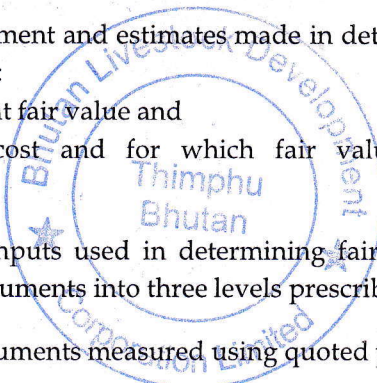 ment and estimates made in det
:
t fair value and
cost and for which fair valu
nputs used in determining fair
uments into three levels prescrib
uments measured using quoted p
Bhutan Livestock Development
Corporation Limited
Thimphu
Bhutan